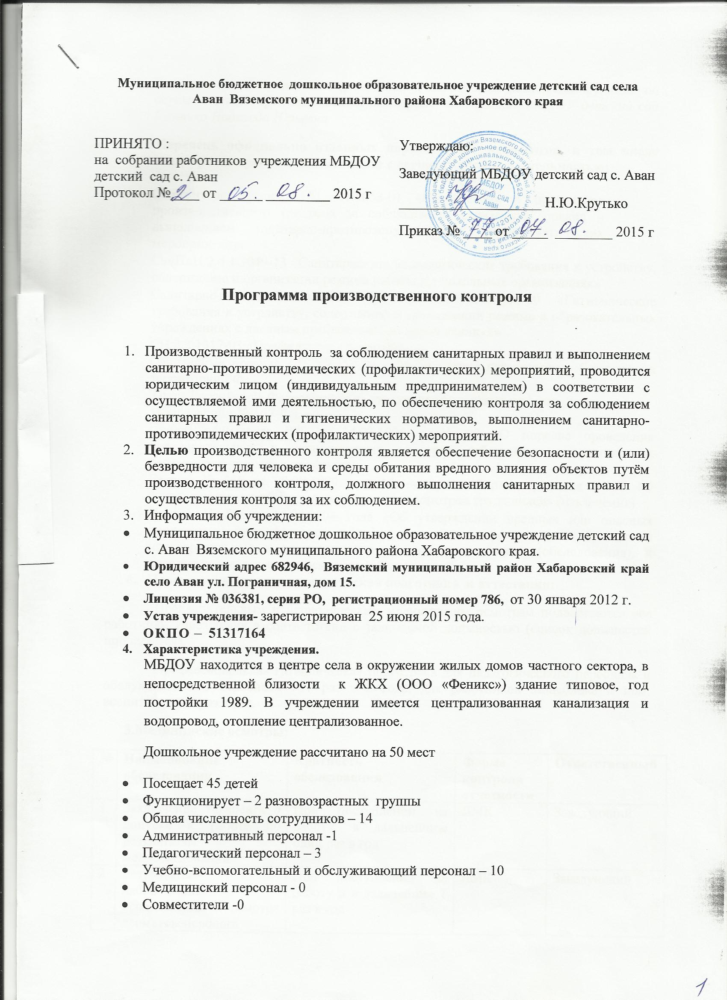 Муниципальное бюджетное дошкольное образовательное учреждение детский сад села
Аван Вяземского муниципального района Хабаровского края
ПРИНЯТО :
на собрании работников учреждения МБДОУ
детский сад с. Аван
Протокол № 2 от 05. 08. 2015 г
Утверждаю:
Заведующий МБДОУ детский сад с. Аван
Н.Ю.Крутько
Приказ № 77 от 07. 08. 2015 г
МБДОУ
детский сад
с. Аван
Программа производственного контроля
1. Производственный контроль за соблюдением санитарных правил и выполнением
санитарно-противоэпидемических (профилактических) мероприятий, проводится
юридическим лицом (индивидуальным предпринимателем) в соответствии с
осуществляемой ими деятельностью, по обеспечению контроля за соблюдением
санитарных правил и гигиенических нормативов, выполнением санитарно-
противоэпидемических (профилактических) мероприятий.
2. Целью производственного контроля является обеспечение безопасности и (или)
безвредности для человека и среды обитания вредного влияния объектов путём
производственного контроля, должного выполнения санитарных правил и
осуществления контроля за их соблюдением.
3. Информация об учреждении:
• Муниципальное бюджетное дошкольное образовательное учреждение детский сад
с. Аван Вяземского муниципального района Хабаровского края.
• Юридический адрес 682946, Вяземский муниципальный район Хабаровский край
село Аван ул. Пограничная, дом 15.
• Лицензия № 036381, серия РО, регистрационный номер 786, от 30 января 2012 г.
• Устав учреждения- зарегистрирован 25 июня 2015 года.
• ОКПО – 51317164
4. Характеристика учреждения.
МБДОУ находится в центре села в окружении жилых домов частного сектора, в
непосредственной близости к ЖКХ (ООО «Феникс») здание типовое, год
постройки 1989. В учреждении имеется централизованная канализация и
водопровод, отопление централизованное.
Дошкольное учреждение рассчитано на 50 мест
• Посещает 45 детей
• Функционирует – 2 разновозрастных группы
• Общая численность сотрудников – 14
• Административный персонал -1
• Педагогический персонал – 3
• Учебно-вспомогательный и обслуживающий персонал – 10
• Медицинский персонал - 0
• Совместители -0
1